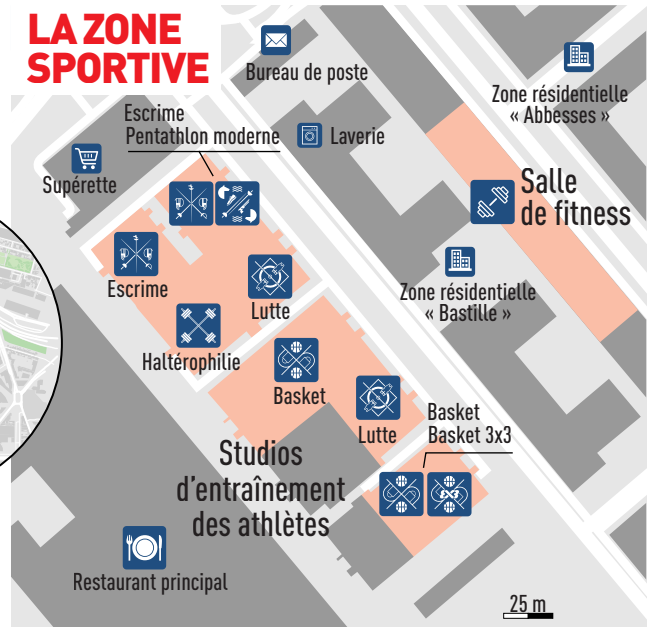 LA ZONE
SPORTIVE
Bureau de poste
Zone résidentielle
« Abbesses »
Escrime
Pentathlon moderne
Laverie
Supérette
Salle
de fitness
Escrime
Lutte
Zone résidentielle
« Bastille »
Haltérophilie
Basket
Lutte
Basket
Basket 3x3
3X3
Studios
d'entraînement
des athlètes
Restaurant principal
25 m